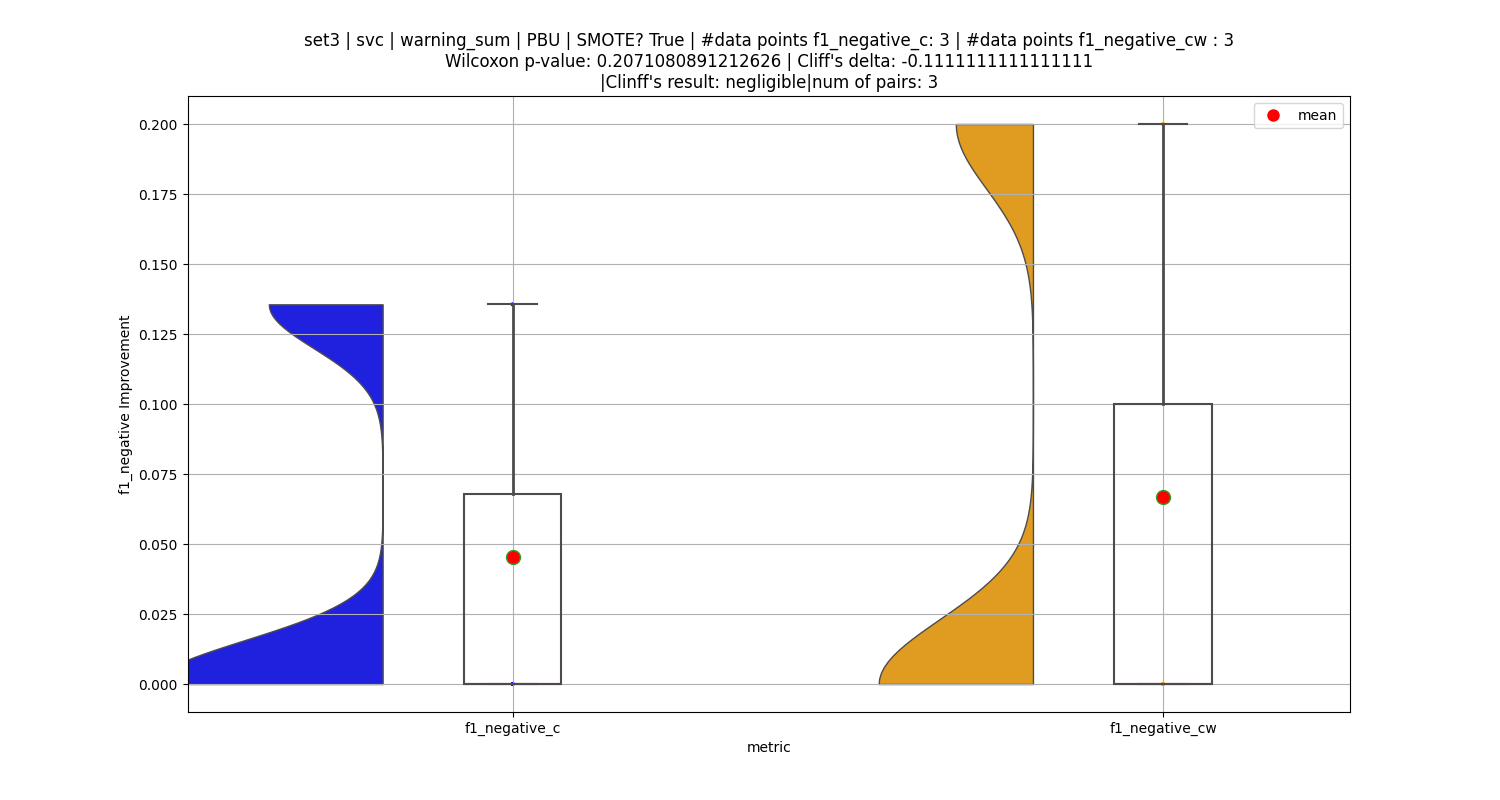 set3 | svc | warning_sum | PBU | SMOTE? True | #data points f1_negative_c: 3 | #data points f1_negative_cw : 3
Wilcoxon p-value: 0.2071080891212626 | Cliff's delta: -0.1111111111111111
|Clinff's result: negligible|num of pairs: 3
mean
0.200
0.175
0.150
0.125
0.100
0.075
0.050
0.025
0.000
f1_negative Improvement
f1_negative_c
f1_negative_cw
metric